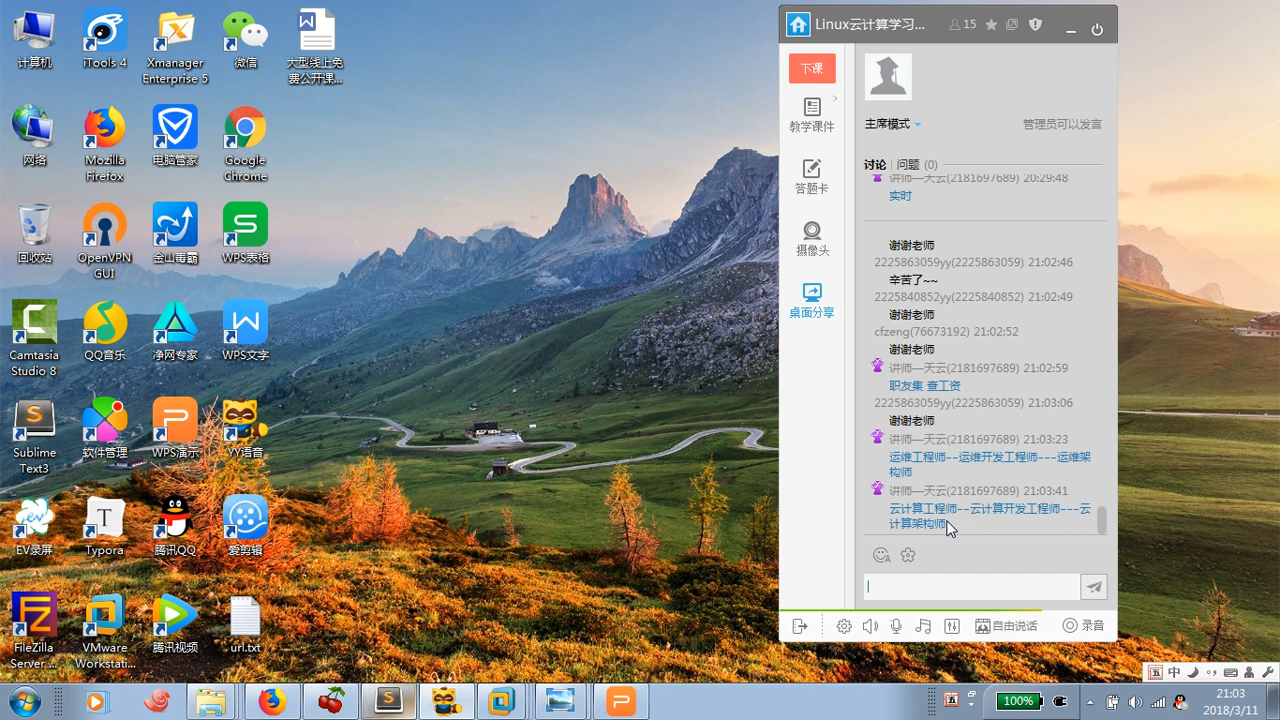 计算机
iTools 4
Xmanager
Enterprise 5
微信
大型线上免
费公开课...
网络
Mozilla
Firefox
电脑管家
Google
Chrome
回收站
OpenVPN
GUI
金山毒霸
WPS表格
Camtasia
Studio 8
QQ音乐
净网专家
WPS文字
Sublime
Text3
软件管理
WPS演示
YY语音
EV录屏
Typora
腾讯QQ
爱剪辑
FileZilla
Server ...
VMware
Workstati...
腾讯视频
url.txt
Linux云计算学习...
15
下课
教学课件
答题卡
摄像头
桌面分享
主席模式
管理员可以发言
讨论 | 问题 (0)
讲师—天云(2181697689) 20:29:48
实时
谢谢老师
2225863059yy(2225863059) 21:02:46
辛苦了~~
2225840852yy(2225840852) 21:02:49
谢谢老师
cfzeng(76673192) 21:02:52
谢谢老师
讲师—天云(2181697689) 21:02:59
职友集 查工资
2225863059yy(2225863059) 21:03:06
谢谢老师
讲师—天云(2181697689) 21:03:23
运维工程师--运维开发工程师---运维架
构师
讲师—天云(2181697689) 21:03:41
云计算工程师--云计算开发工程师---云
计算架构师
自由说话
录音
中
100%
21:03
2018/3/11